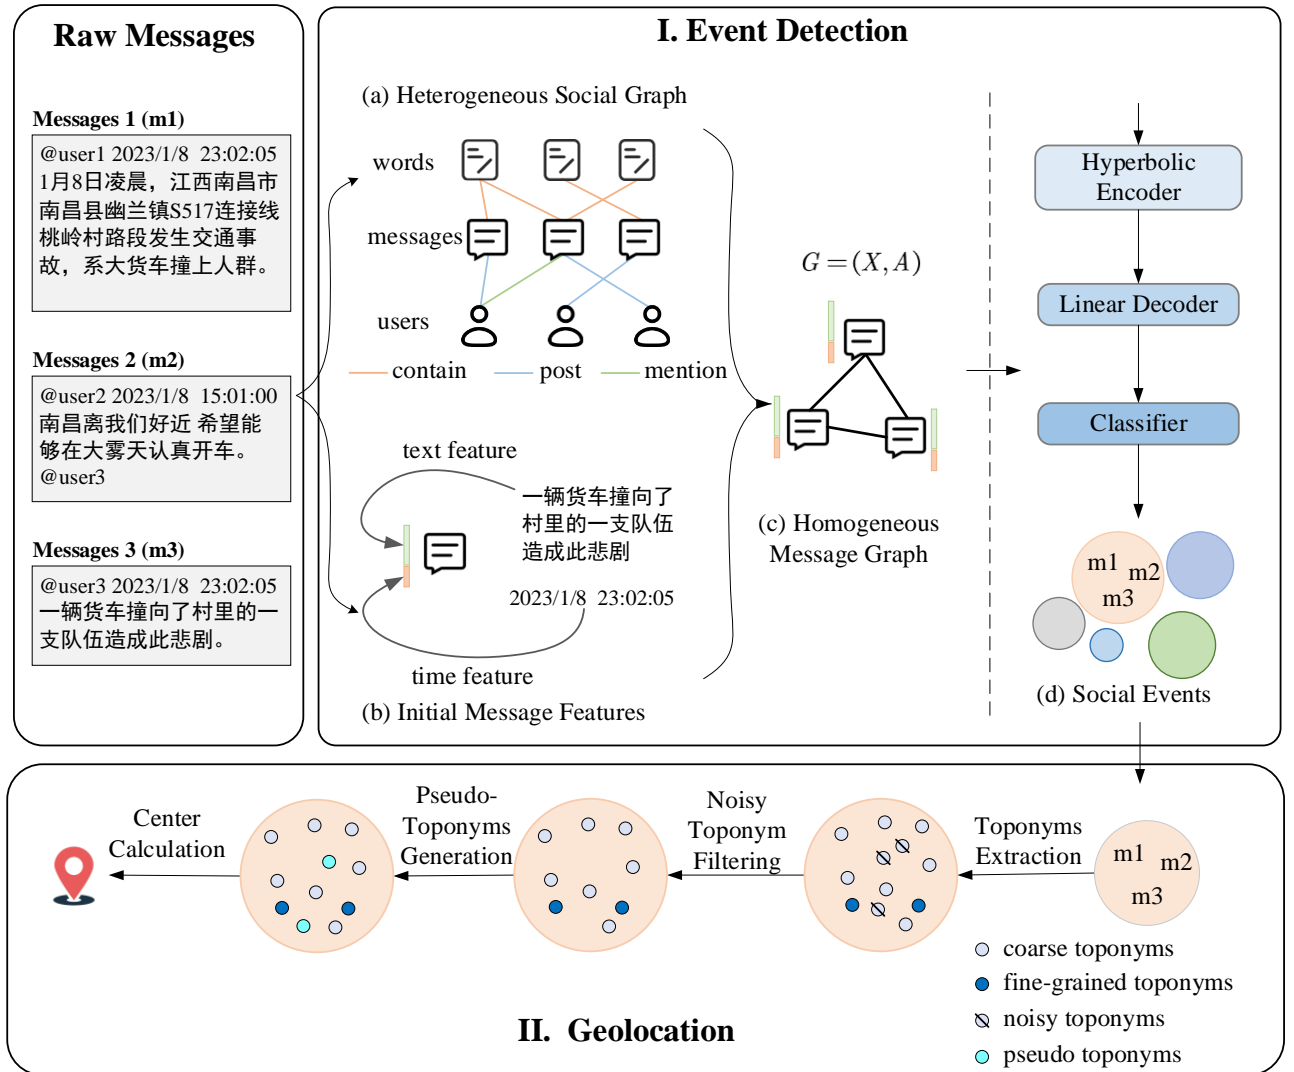 Raw Messages
Messages 1 (m1)
@user1 2023/1/8 23:02:05
1月8日凌晨，江西南昌市
南昌县幽兰镇S517连接线
桃岭村路段发生交通事
故，系大货车撞上人群。
Messages 2 (m2)
@user2 2023/1/8 15:01:00
南昌离我们好近 希望能
够在大雾天认真开车。
@user3
Messages 3 (m3)
@user3 2023/1/8 23:02:05
一辆货车撞向了村里的一
支队伍造成此悲剧。
I. Event Detection
(a) Heterogeneous Social Graph
words
messages
users
contain
post
mention
text feature
一辆货车撞向了
村里的一支队伍
造成此悲剧
2023/1/8 23:02:05
time feature
(b) Initial Message Features
G=(X, A)
(c) Homogeneous
Message Graph
Hyperbolic
Encoder
Linear Decoder
Classifier
m1
m2
m3
(d) Social Events
Center
Calculation
Pseudo-
Toponyms
Generation
Noisy
Toponym
Filtering
Toponyms
Extraction
m1
m2
m3
coarse toponyms
fine-grained toponyms
noisy toponyms
pseudo toponyms
II. Geolocation